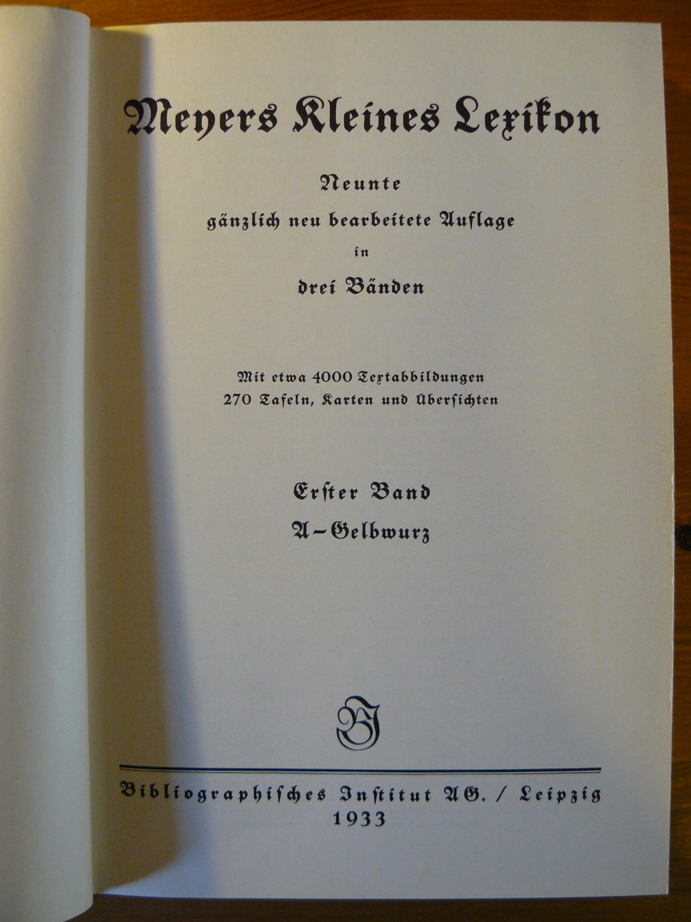 Meyers Kleines Lexikon
Neunte
gänzlich neu bearbeitete Auflage
in
drei Bänden
Mit etwa 4000 Textabbildungen
270 Tafeln, Karten und Überſichten
Erſter Band
A–Gelbwurz
BI
Bibliographiſches Inſtitut AG. / Leipzig
1933